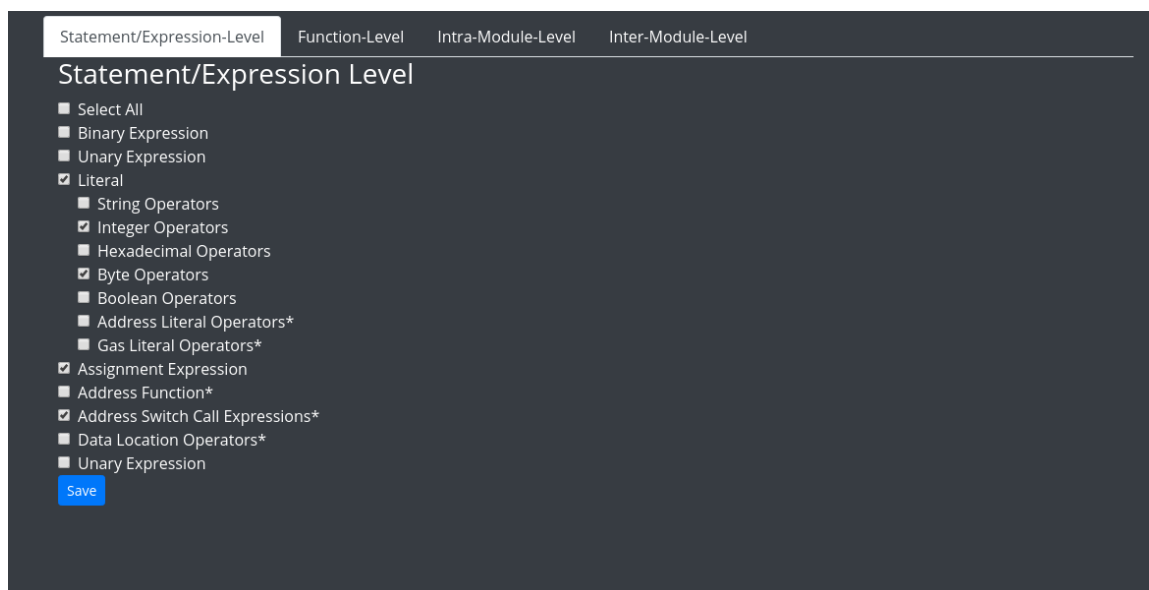 Statement/Expression-Level Function-Level Intra-Module-Level Inter-Module-Level
Statement/Expression Level
Select All
Binary Expression
Unary Expression
Literal
String Operators
Integer Operators
Hexadecimal Operators
Byte Operators
Boolean Operators
Address Literal Operators*
Gas Literal Operators*
Assignment Expression
Address Function*
Address Switch Call Expressions*
Data Location Operators*
Unary Expression
Save